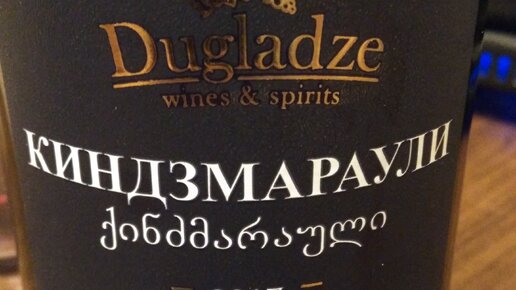 Dugladze
wines & spirits
КИНДЗМАРАУЛИ
ქინძმარაული